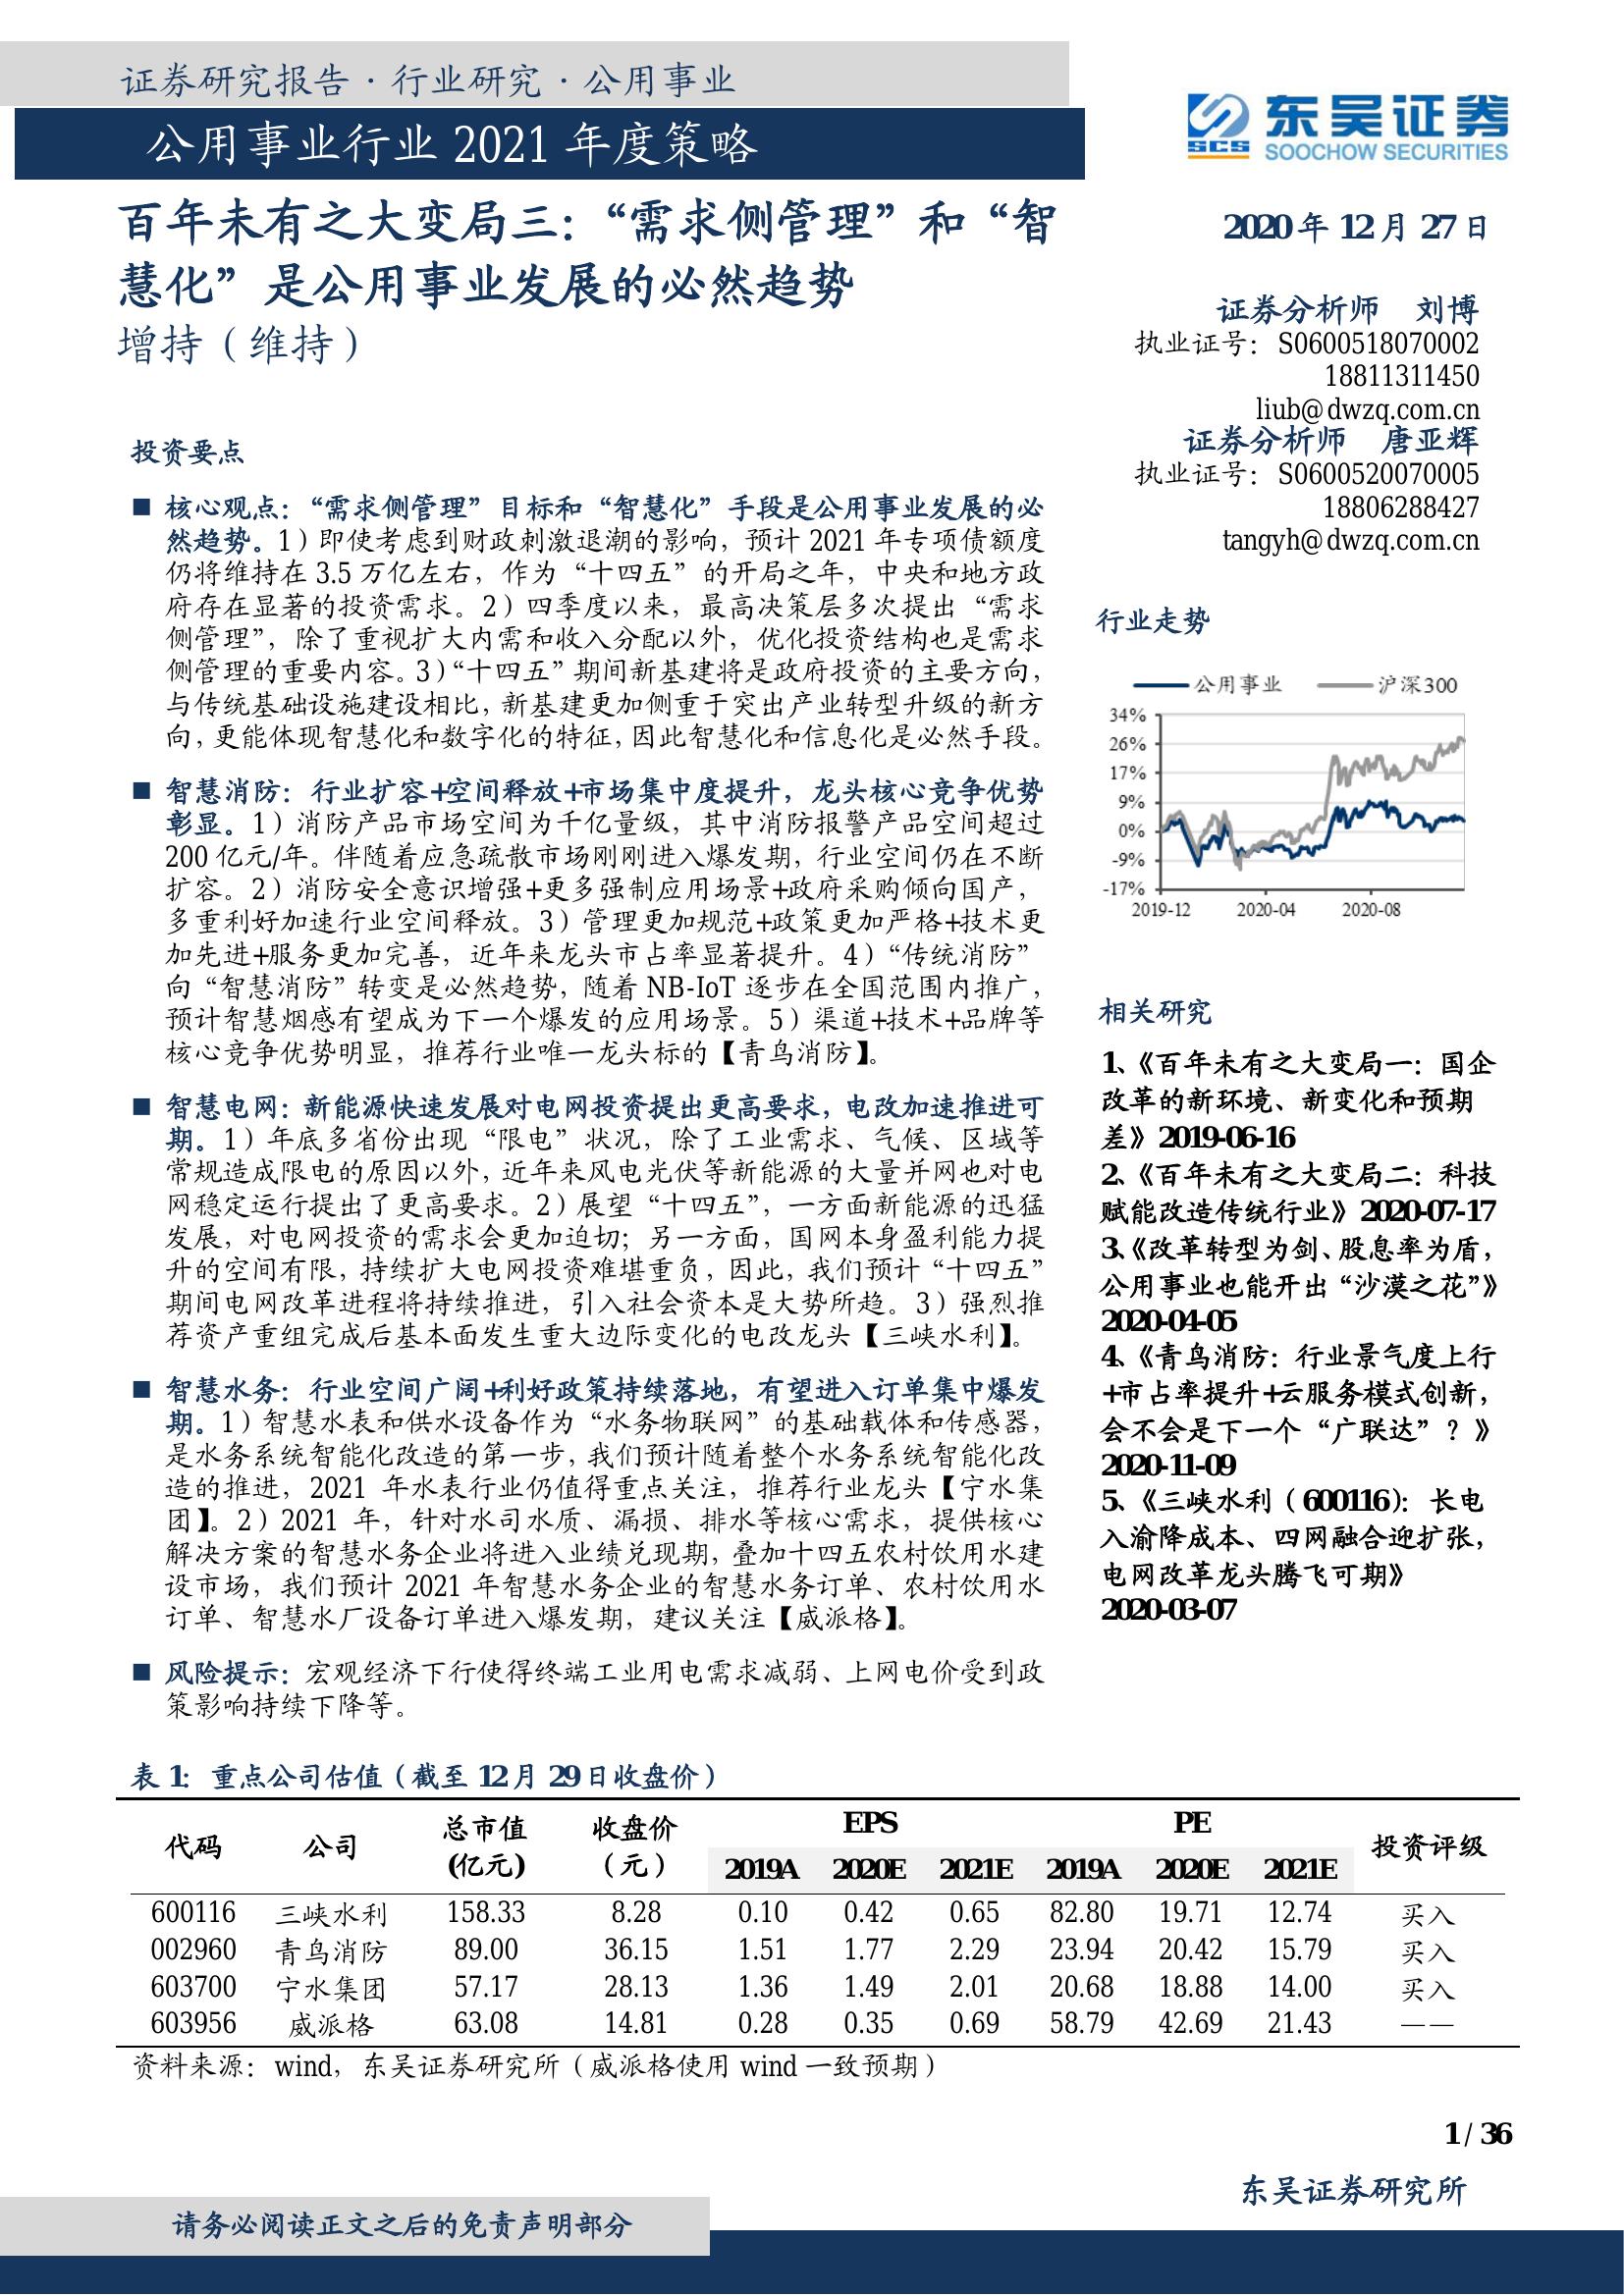 证券研究报告·行业研究·公用事业
公用事业行业 2021 年度策略
SCS
东吴证券
SOOCHOW SECURITIES
百年未有之大变局三：“需求侧管理”和“智
慧化”是公用事业发展的必然趋势
增持（维持）
2020 年 12 月 27 日
证券分析师 刘博
执业证号：S0600518070002
18811311450
liub@dwzq.com.cn
证券分析师 唐亚辉
执业证号：S0600520070005
18806288427
tangyh@dwzq.com.cn
投资要点
■ 核心观点：“需求侧管理”目标和“智慧化”手段是公用事业发展的必
然趋势。1）即使考虑到财政刺激退潮的影响，预计 2021 年专项债额度
仍将维持在 3.5 万亿左右，作为“十四五”的开局之年，中央和地方政
府存在显著的投资需求。2）四季度以来，最高决策层多次提出“需求
侧管理”，除了重视扩大内需和收入分配以外，优化投资结构也是需求
侧管理的重要内容。3）“十四五”期间新基建将是政府投资的主要方向，
与传统基础设施建设相比，新基建更加侧重于突出产业转型升级的新方
向，更能体现智慧化和数字化的特征，因此智慧化和信息化是必然手段。
■ 智慧消防：行业扩容+空间释放+市场集中度提升，龙头核心竞争优势
彰显。1）消防产品市场空间为千亿量级，其中消防报警产品空间超过
200 亿元/年。伴随着应急疏散市场刚刚进入爆发期，行业空间仍在不断
扩容。2）消防安全意识增强+更多强制应用场景+政府采购倾向国产，
多重利好加速行业空间释放。3）管理更加规范+政策更加严格+技术更
加先进+服务更加完善，近年来龙头市占率显著提升。4）“传统消防”
向“智慧消防”转变是必然趋势，随着 NB-IoT 逐步在全国范围内推广，
预计智慧烟感有望成为下一个爆发的应用场景。5）渠道+技术+品牌等
核心竞争优势明显，推荐行业唯一龙头标的【青鸟消防】。
■ 智慧电网：新能源快速发展对电网投资提出更高要求，电改加速推进可
期。1）年底多省份出现“限电”状况，除了工业需求、气候、区域等
常规造成限电的原因以外，近年来风电光伏等新能源的大量并网也对电
网稳定运行提出了更高要求。2）展望“十四五”，一方面新能源的迅猛
发展，对电网投资的需求会更加迫切；另一方面，国网本身盈利能力提
升的空间有限，持续扩大电网投资难堪重负，因此，我们预计“十四五”
期间电网改革进程将持续推进，引入社会资本是大势所趋。3）强烈推
荐资产重组完成后基本面发生重大边际变化的电改龙头【三峡水利】。
■ 智慧水务：行业空间广阔+利好政策持续落地，有望进入订单集中爆发
期。1）智慧水表和供水设备作为“水务物联网”的基础载体和传感器，
是水务系统智能化改造的第一步，我们预计随着整个水务系统智能化改
造的推进，2021 年水表行业仍值得重点关注，推荐行业龙头【宁水集
团】。2）2021 年，针对水司水质、漏损、排水等核心需求，提供核心
解决方案的智慧水务企业将进入业绩兑现期，叠加十四五农村饮用水建
设市场，我们预计 2021 年智慧水务企业的智慧水务订单、农村饮用水
订单、智慧水厂设备订单进入爆发期，建议关注【威派格】。
■ 风险提示：宏观经济下行使得终端工业用电需求减弱、上网电价受到政
策影响持续下降等。
行业走势
公用事业 沪深300
34%
26%
17%
9%
0%
-9%
-17%
2019-12 2020-04 2020-08
相关研究
1、《百年未有之大变局一：国企
改革的新环境、新变化和预期
差》2019-06-16
2、《百年未有之大变局二：科技
赋能改造传统行业》2020-07-17
3、《改革转型为剑、股息率为盾，
公用事业也能开出“沙漠之花”》
2020-04-05
4、《青鸟消防：行业景气度上行
+市占率提升+云服务模式创新，
会不会是下一个“广联达”？》
2020-11-09
5、《三峡水利（600116）：长电
入渝降成本、四网融合迎扩张，
电网改革龙头腾飞可期》
2020-03-07
表 1：重点公司估值（截至 12 月 29 日收盘价）
代码 公司 总市值 收盘价 EPS PE 投资评级
(亿元) （元） 2019A 2020E 2021E 2019A 2020E 2021E
600116 三峡水利 158.33 8.28 0.10 0.42 0.65 82.80 19.71 12.74 买入
002960 青鸟消防 89.00 36.15 1.51 1.77 2.29 23.94 20.42 15.79 买入
603700 宁水集团 57.17 28.13 1.36 1.49 2.01 20.68 18.88 14.00 买入
603956 威派格 63.08 14.81 0.28 0.35 0.69 58.79 42.69 21.43 ——
资料来源：wind，东吴证券研究所（威派格使用 wind 一致预期）
1 / 36
东吴证券研究所
请务必阅读正文之后的免责声明部分